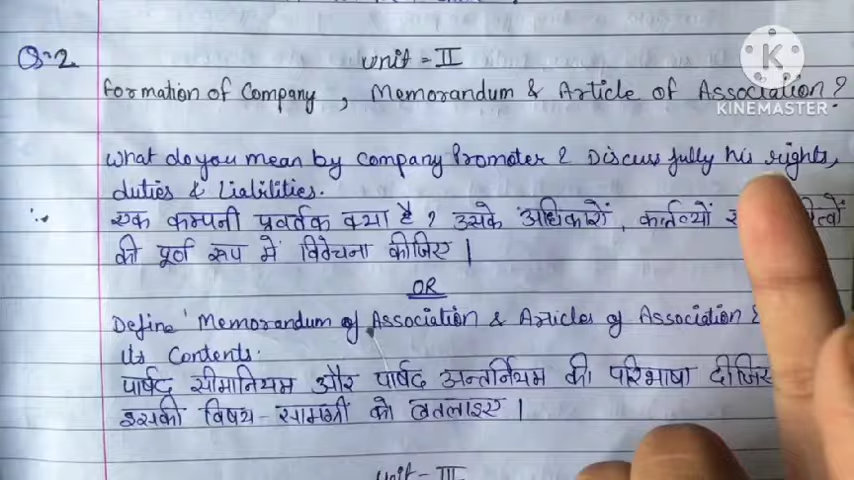 Q.2 Unit - II
Formation of Company, Memorandum & Article of Association?
What do you mean by Company Promoter? Discuss fully his rights,
duties & Liabilities.
∴ एक कम्पनी प्रवर्तक क्या है? उसके अधिकारों, कर्तव्यों
की पूर्ण रूप में विवेचना कीजिए।
OR
Define Memorandum of Association & Articles of Association &
its Contents.
पार्षद सीमानियम और पार्षद अन्तर्नियम की परिभाषा दीजिए
इसकी विषय-सामग्री को बतलाइए।
Unit - III
K
KINEMASTER